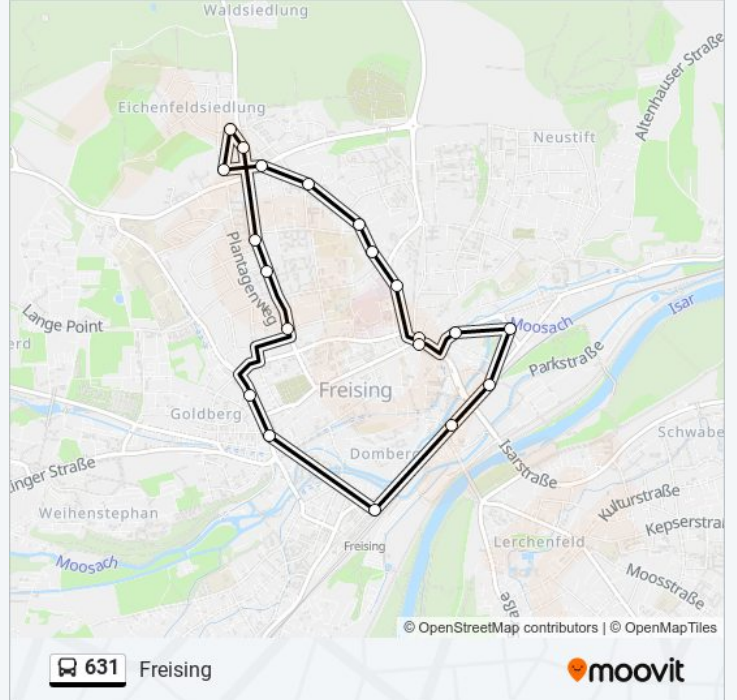 Waldsiedlung
Altenhauser Straße
Eichenfeldsiedlung
Neustift
Plantagenweg
Isar
Lange Point
Moosach
erd
Parkstraße
Freising
Goldberg
Schwabe
Domberg
Isarstraße
inger Straße
Kulturstraße
Weihenstephan
Kepserstra
Lerchenfeld
Freising
Moosach
Moosstraße
aße
© OpenStreetMap contributors | © OpenMapTiles
631 Freising
moovit